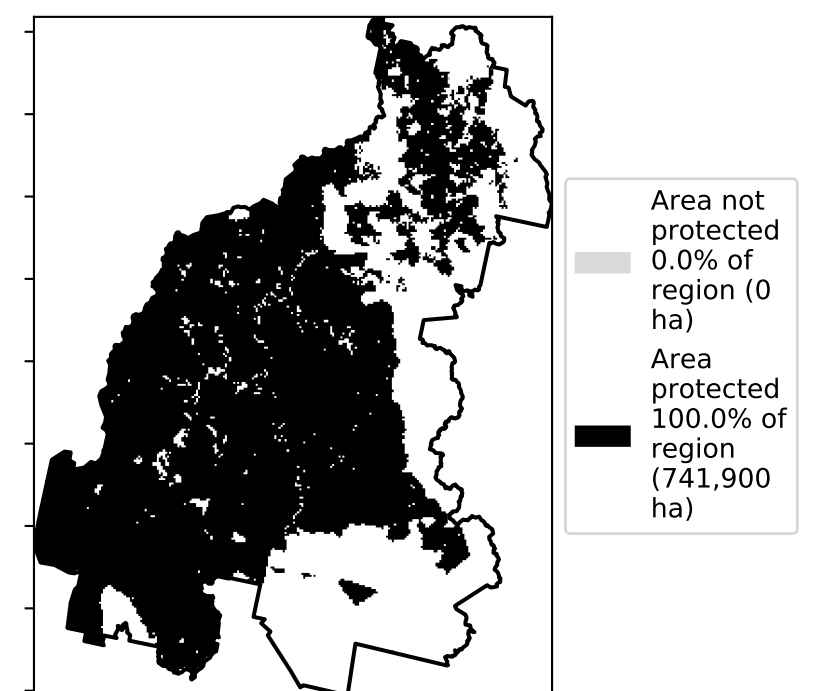 Area not
protected
0.0% of
region (0
ha)
Area
protected
100.0% of
region
(741,900
ha)